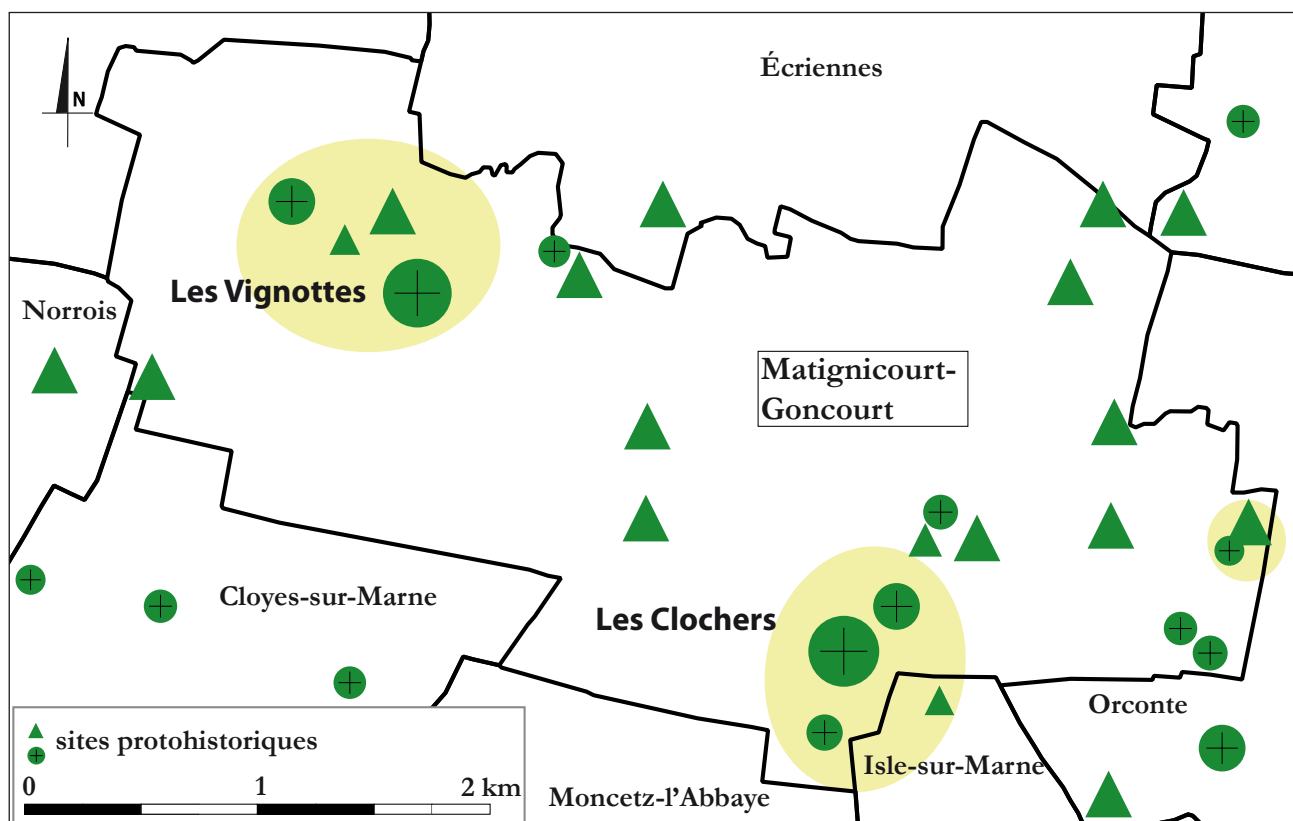 Écriennes
N
Les Vignottes
Norrois
Matignicourt-
Goncourt
Cloyes-sur-Marne
Les Clochers
Orconte
Isle-sur-Marne
Moncetz-l'Abbaye
sites protohistoriques
0 1 2 km